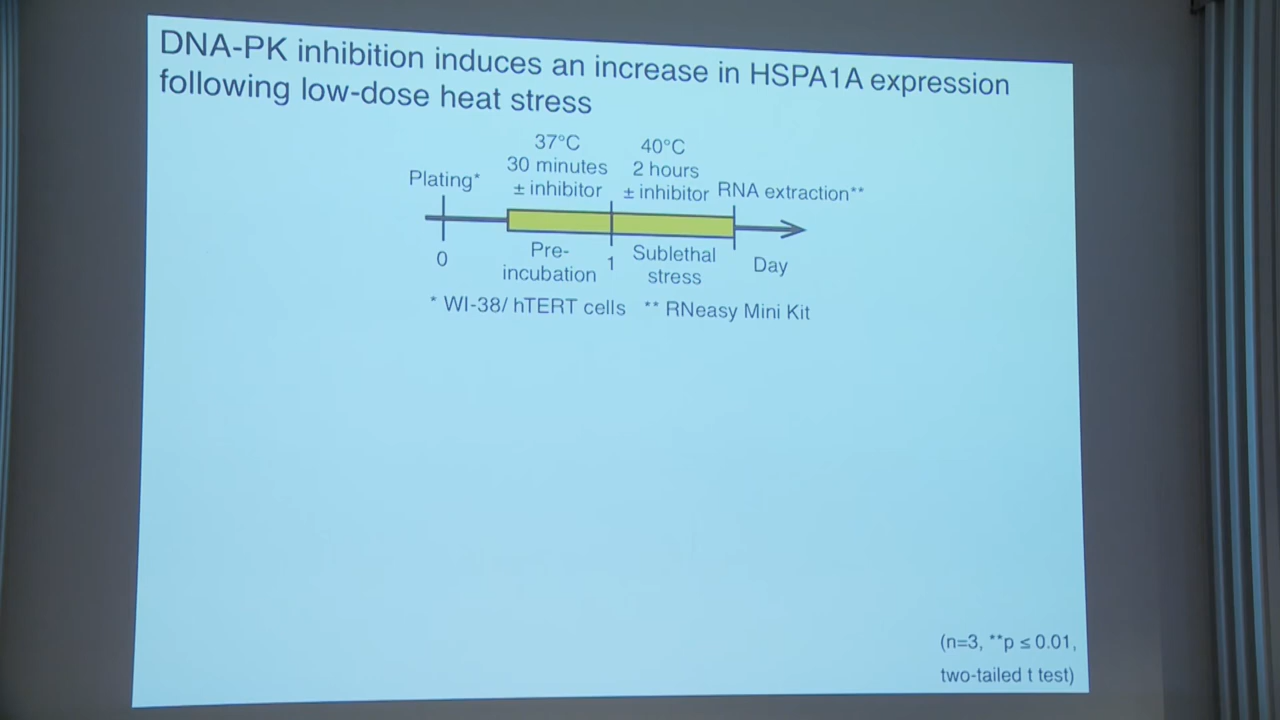 DNA-PK inhibition induces an increase in HSPA1A expression
following low-dose heat stress
37°C
30 minutes
± inhibitor
40°C
2 hours
± inhibitor
Plating*
RNA extraction**
0
Pre-
incubation
1
Sublethal
stress
Day
* WI-38/ hTERT cells
** RNeasy Mini Kit
(n=3, **p ≤ 0.01,
two-tailed t test)